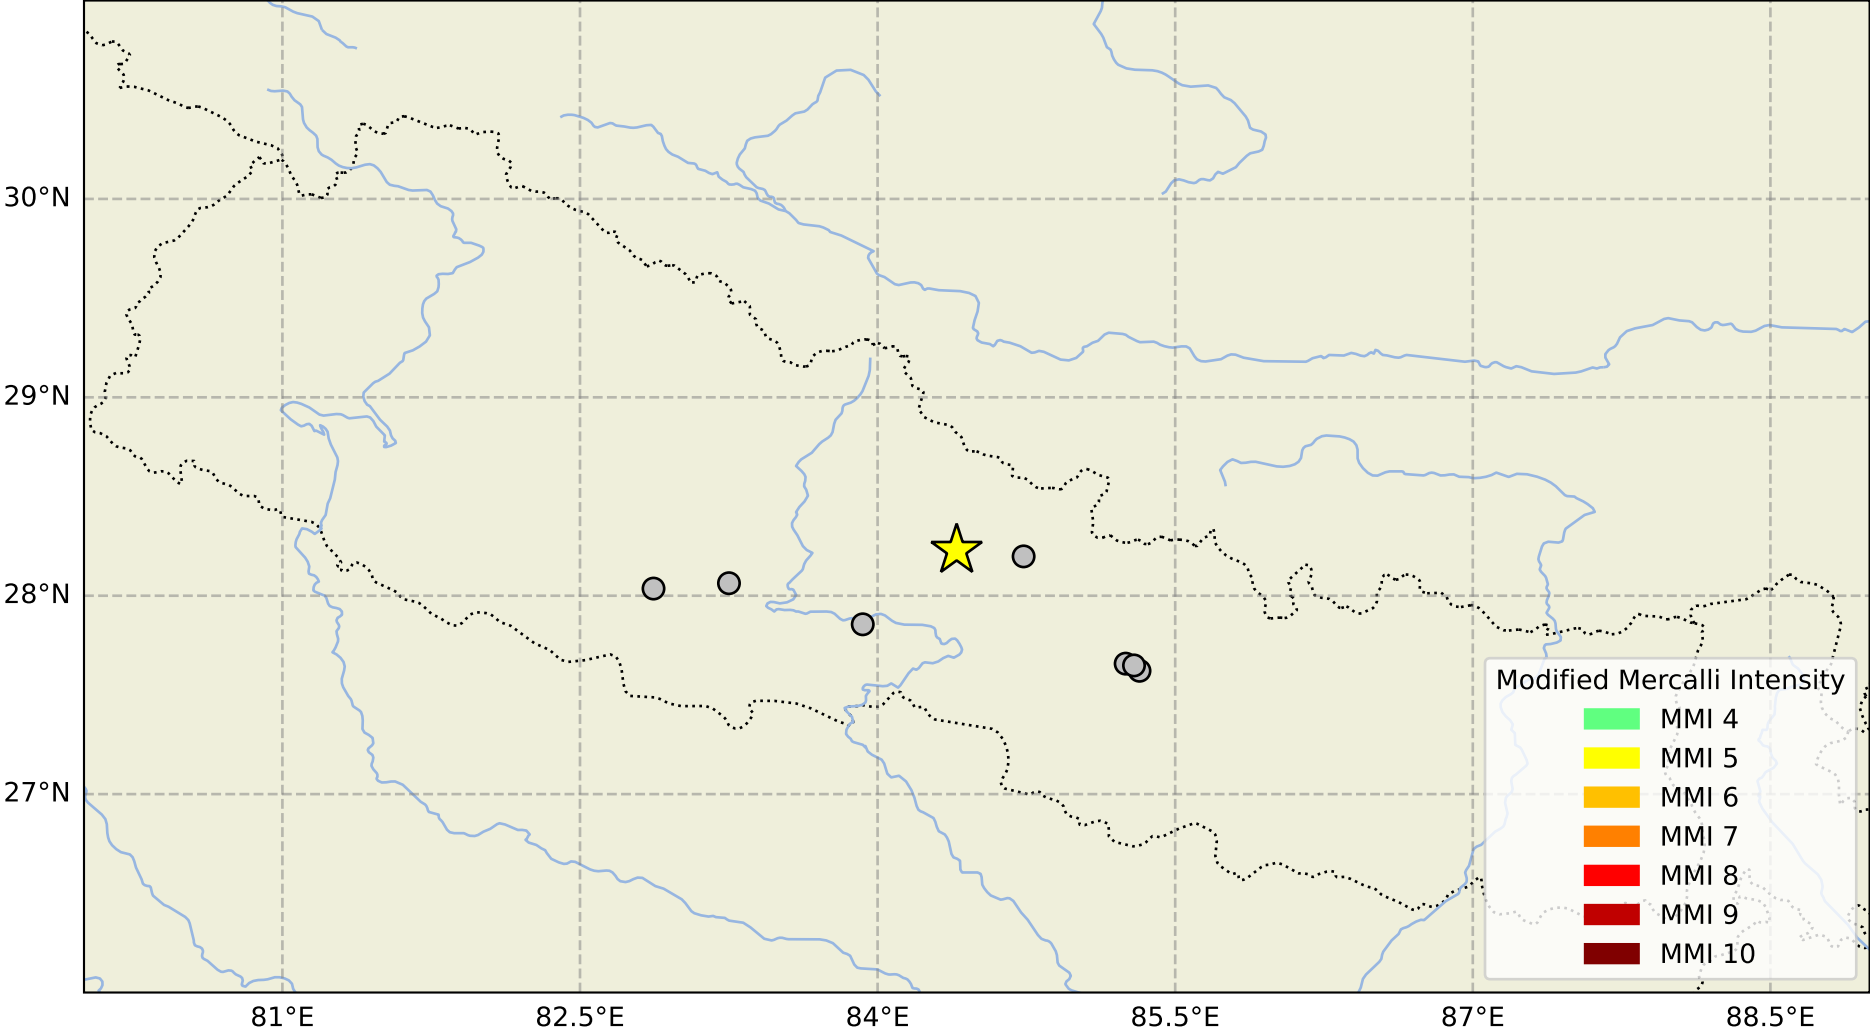 30°N
29°N
28°N
27°N
Modified Mercalli Intensity
MMI 4
MMI 5
MMI 6
MMI 7
MMI 8
MMI 9
MMI 10
81°E
82.5°E
84°E
85.5°E
87°E
88.5°E